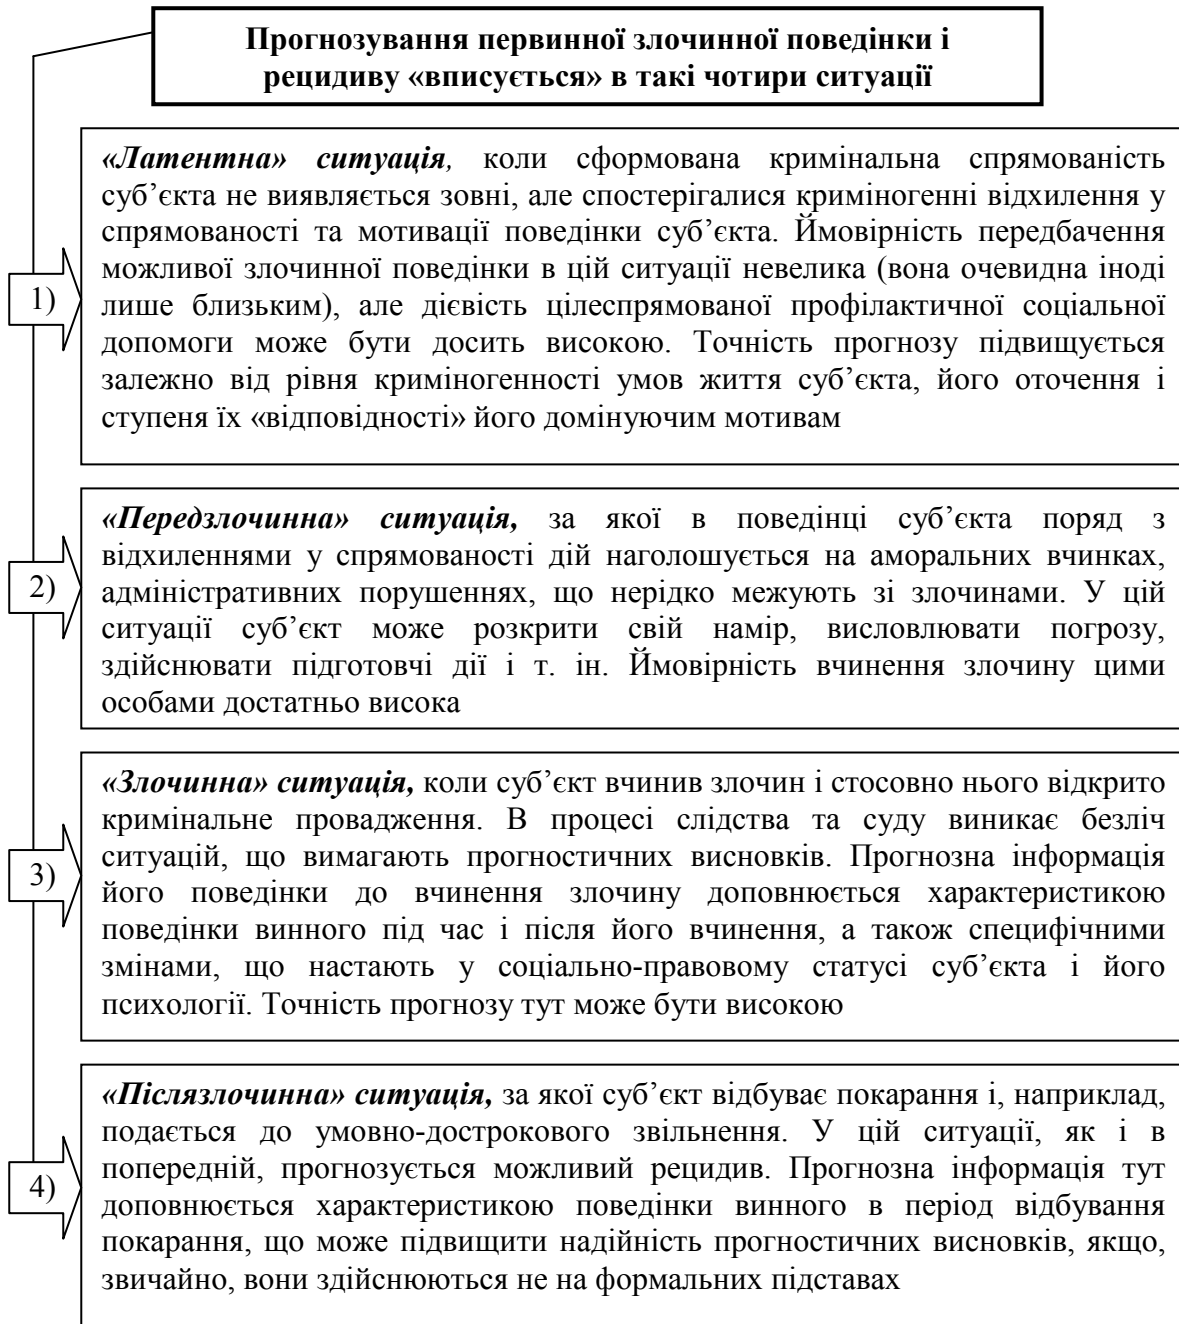 Прогнозування первинної злочинної поведінки і
рецидиву «вписується» в такі чотири ситуації
«Латентна» ситуація, коли сформована кримінальна спрямованість
суб’єкта не виявляється зовні, але спостерігалися криміногенні відхилення у
спрямованості та мотивації поведінки суб’єкта. Ймовірність передбачення
можливої злочинної поведінки в цій ситуації невелика (вона очевидна іноді
1) лише близьким), але дієвість цілеспрямованої профілактичної соціальної
допомоги може бути досить високою. Точність прогнозу підвищується
залежно від рівня криміногенності умов життя суб’єкта, його оточення і
ступеня їх «відповідності» його домінуючим мотивам
«Передзлочинна» ситуація, за якої в поведінці суб’єкта поряд з
відхиленнями у спрямованості дій наголошується на аморальних вчинках,
2) адміністративних порушеннях, що нерідко межують зі злочинами. У цій
ситуації суб’єкт може розкрити свій намір, висловлювати погрозу,
здійснювати підготовчі дії і т. ін. Ймовірність вчинення злочину цими
особами достатньо висока
«Злочинна» ситуація, коли суб’єкт вчинив злочин і стосовно нього відкрито
кримінальне провадження. В процесі слідства та суду виникає безліч
3) ситуацій, що вимагають прогностичних висновків. Прогнозна інформація
його поведінки до вчинення злочину доповнюється характеристикою
поведінки винного під час і після його вчинення, а також специфічними
змінами, що настають у соціально-правовому статусі суб’єкта і його
психології. Точність прогнозу тут може бути високою
«Післязлочинна» ситуація, за якої суб’єкт відбуває покарання і, наприклад,
подається до умовно-дострокового звільнення. У цій ситуації, як і в
попередній, прогнозується можливий рецидив. Прогнозна інформація тут
4) доповнюється характеристикою поведінки винного в період відбування
покарання, що може підвищити надійність прогностичних висновків, якщо,
звичайно, вони здійснюються не на формальних підставах